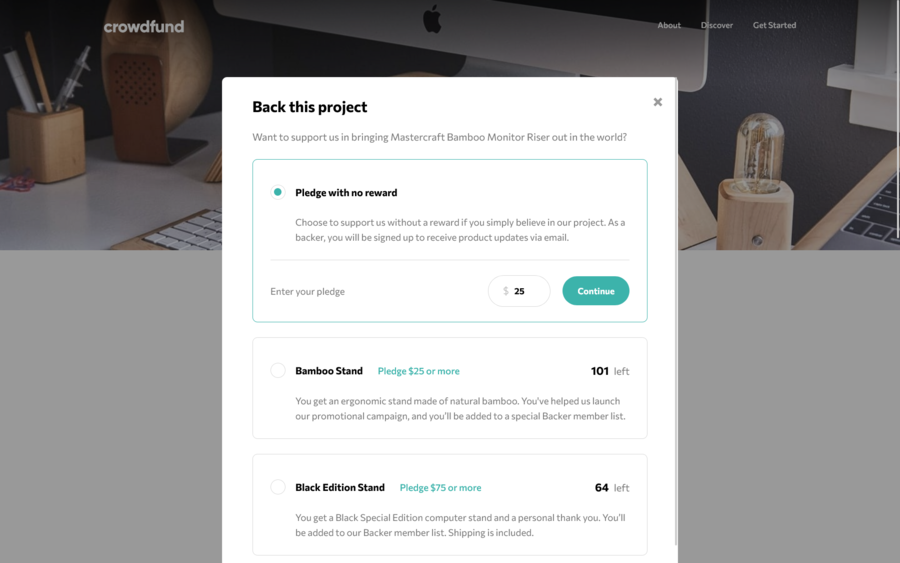 crowdfund
About Discover Get Started
Back this project
Want to support us in bringing Mastercraft Bamboo Monitor Riser out in the world?
Pledge with no reward
Choose to support us without a reward if you simply believe in our project. As a
backer, you will be signed up to receive product updates via email.
Enter your pledge
$ 25
Continue
Bamboo Stand Pledge $25 or more 101 left
You get an ergonomic stand made of natural bamboo. You've helped us launch
our promotional campaign, and you'll be added to a special Backer member list.
Black Edition Stand Pledge $75 or more 64 left
You get a Black Special Edition computer stand and a personal thank you. You'll
be added to our Backer member list. Shipping is included.